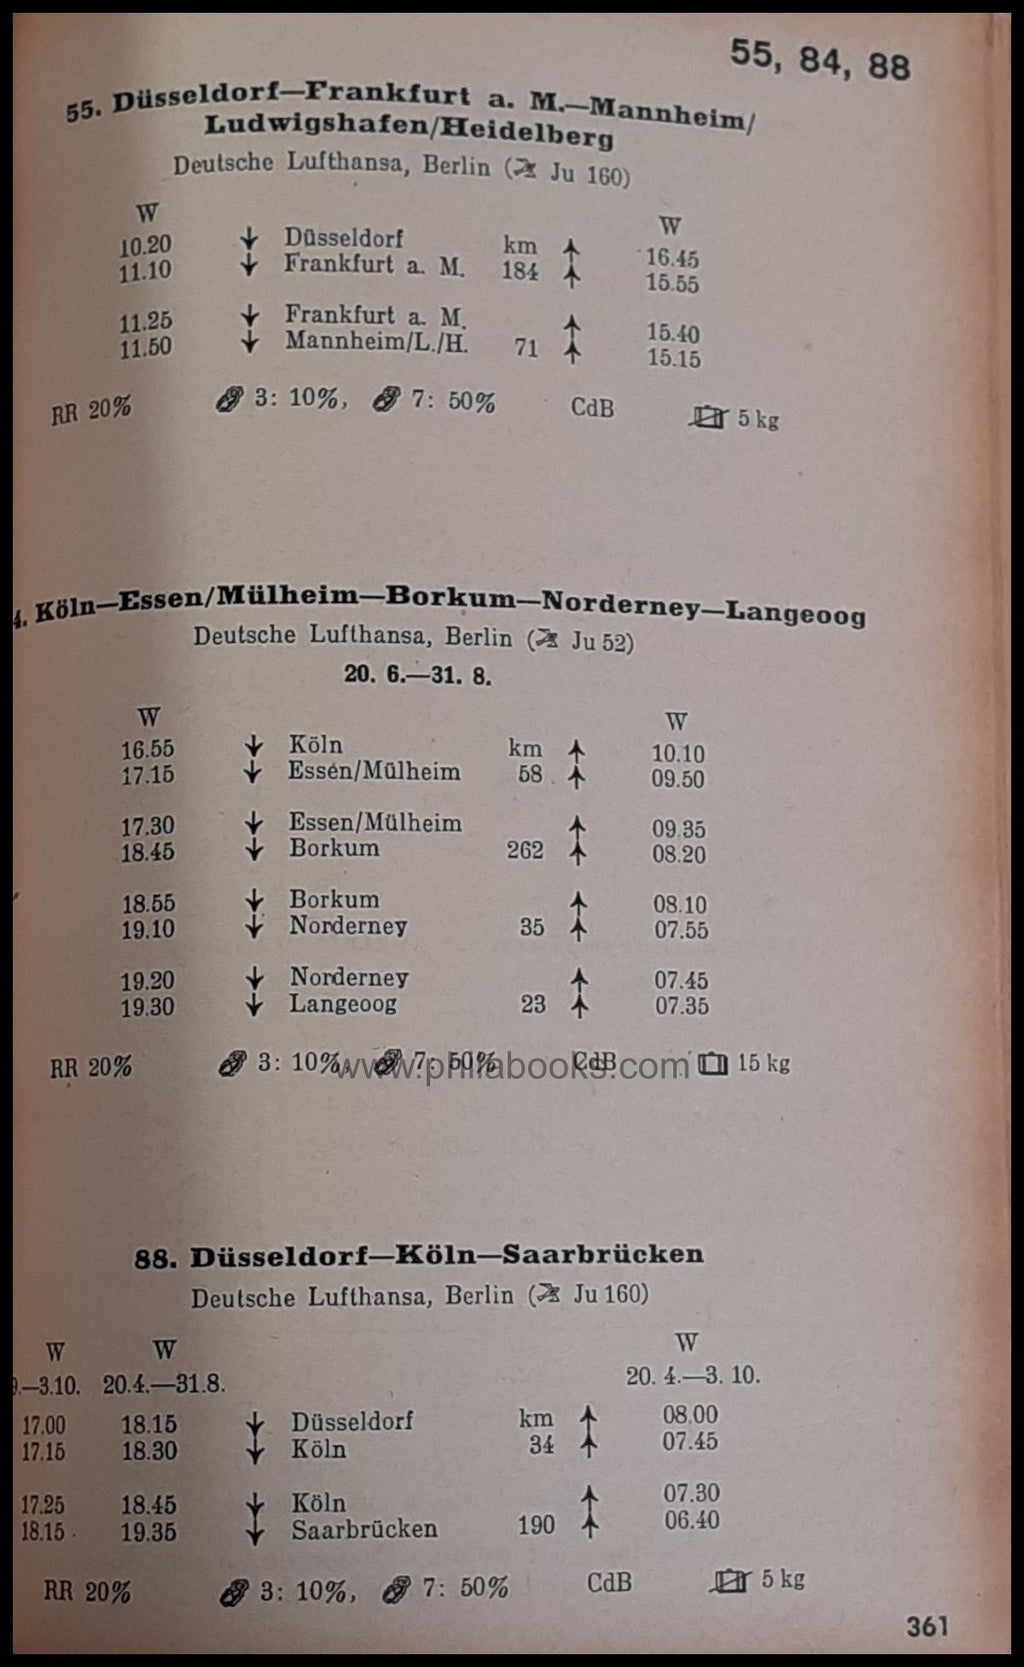 55, 84, 88
55. Düsseldorf—Frankfurt a. M.—Mannheim/
Ludwigshafen/Heidelberg
Deutsche Lufthansa, Berlin ( Ju 160)
W W
10.20 Düsseldorf km 16.45
11.10 Frankfurt a. M. 184 15.55
11.25 Frankfurt a. M. 15.40
11.50 Mannheim/L./H. 71 15.15
RR 20% 3: 10%, 7: 50% CdB 5 kg
4. Köln—Essen/Mülheim—Borkum—Norderney—Langeoog
Deutsche Lufthansa, Berlin ( Ju 52)
20. 6.—31. 8.
W W
16.55 Köln km 10.10
17.15 Essen/Mülheim 58 09.50
17.30 Essen/Mülheim 09.35
18.45 Borkum 262 08.20
18.55 Borkum 08.10
19.10 Norderney 35 07.55
19.20 Norderney 07.45
19.30 Langeoog 23 07.35
RR 20% 3: 10%, 7: 50% CdB 15 kg
www.philabooks.com
88. Düsseldorf—Köln—Saarbrücken
Deutsche Lufthansa, Berlin ( Ju 160)
W W W
9.—3.10. 20.4.—31.8. 20. 4.—3. 10.
17.00 18.15 Düsseldorf km 08.00
17.15 18.30 Köln 34 07.45
17.25 18.45 Köln 07.30
18.15 19.35 Saarbrücken 190 06.40
RR 20% 3: 10%, 7: 50% CdB 5 kg
361